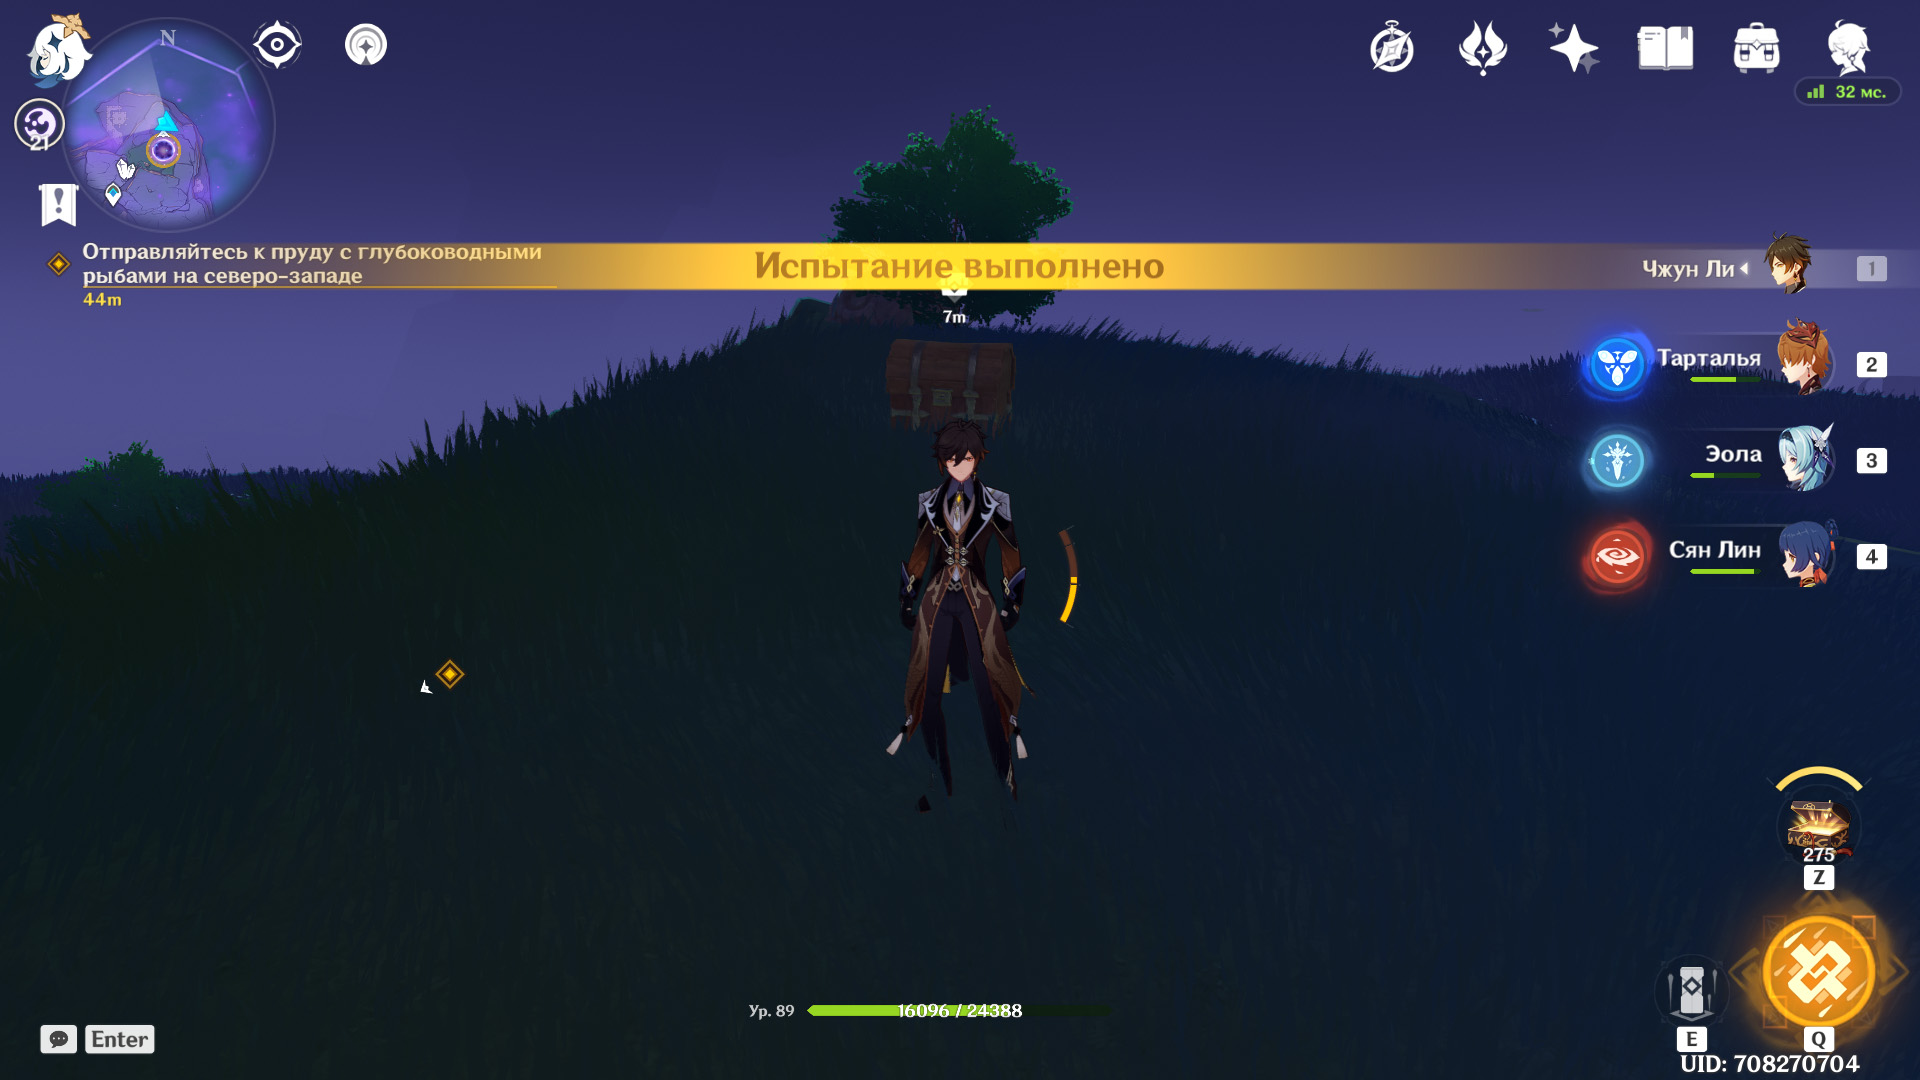 N
32 мс.
21
Отправляйтесь к пруду с глубоководными
рыбами на северо-западе
44m
Испытание выполнено
7m
Чжун Ли
1
Тарталья
2
Эола
3
Сян Лин
4
275
Z
Ур. 89
16096 / 24388
Enter
E
Q
UID: 708270704